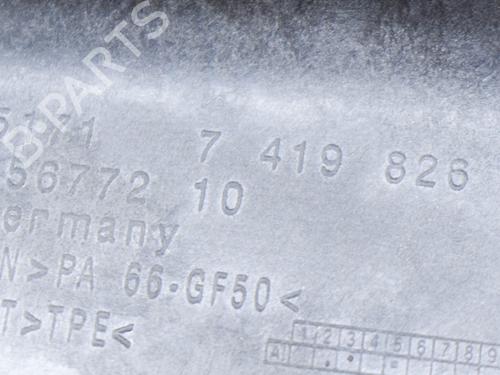 B-PARTS
5171 7 419 826
56772 10
ermany
N>PA 66-GF50<
T>TPE<
1 2 3 4 5 6 7 8 9
A